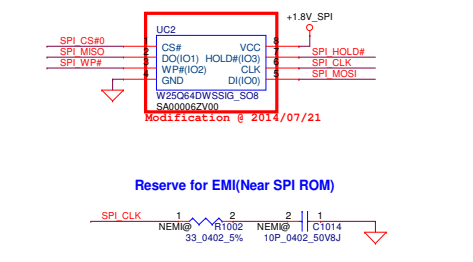 +1.8V_SPI
UC2
SPI_CS#0 1 CS# VCC 8
SPI_MISO 2 DO(IO1) HOLD#(IO3) 7 SPI_HOLD#
SPI_WP# 3 WP#(IO2) CLK 6 SPI_CLK
4 GND DI(IO0) 5 SPI_MOSI
W25Q64DWSSIG_SO8
SA00006ZV00
Modification @ 2014/07/21
Reserve for EMI(Near SPI ROM)
SPI_CLK 1 2 2 1
NEMI@ R1002 NEMI@ C1014
33_0402_5% 10P_0402_50V8J